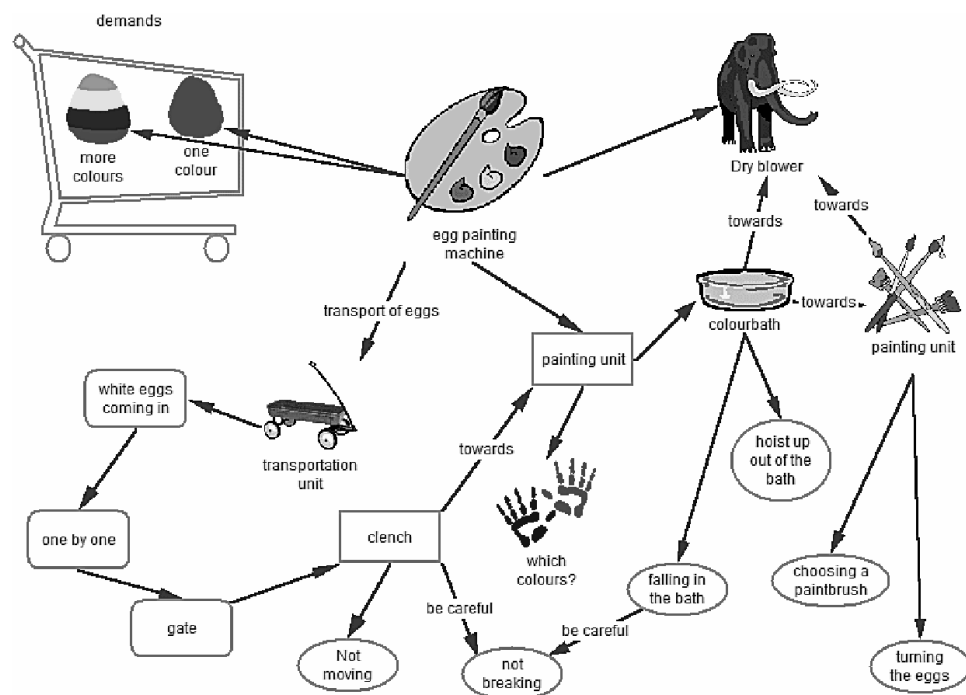 demands
more
colours
one
colour
Dry blower
egg painting
machine
towards
towards
transport of eggs
colourbath
towards
painting unit
painting unit
white eggs
coming in
transportation
unit
towards
hoist up
out of the
bath
one by one
clench
which
colours?
falling in
the bath
choosing a
paintbrush
gate
be careful
be careful
Not
moving
not
breaking
turning
the eggs